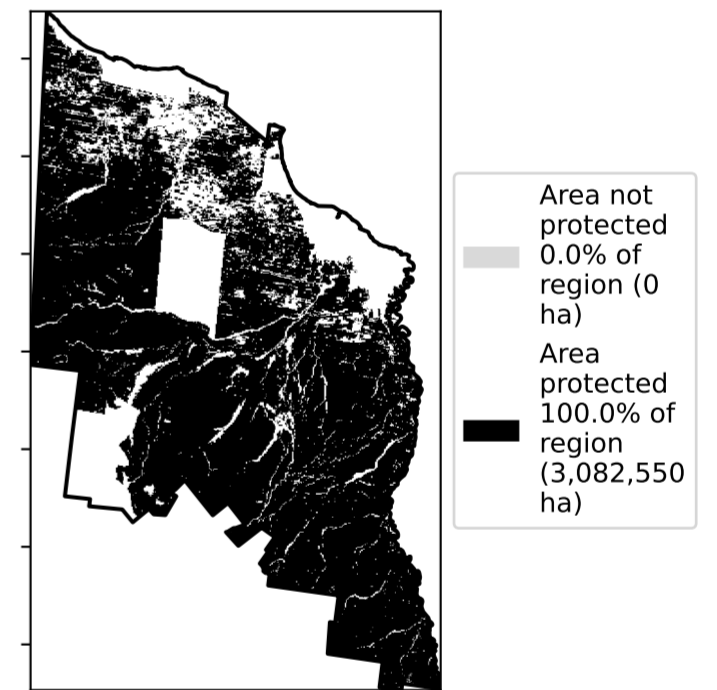 Area not
protected
0.0% of
region (0
ha)
Area
protected
100.0% of
region
(3,082,550
ha)